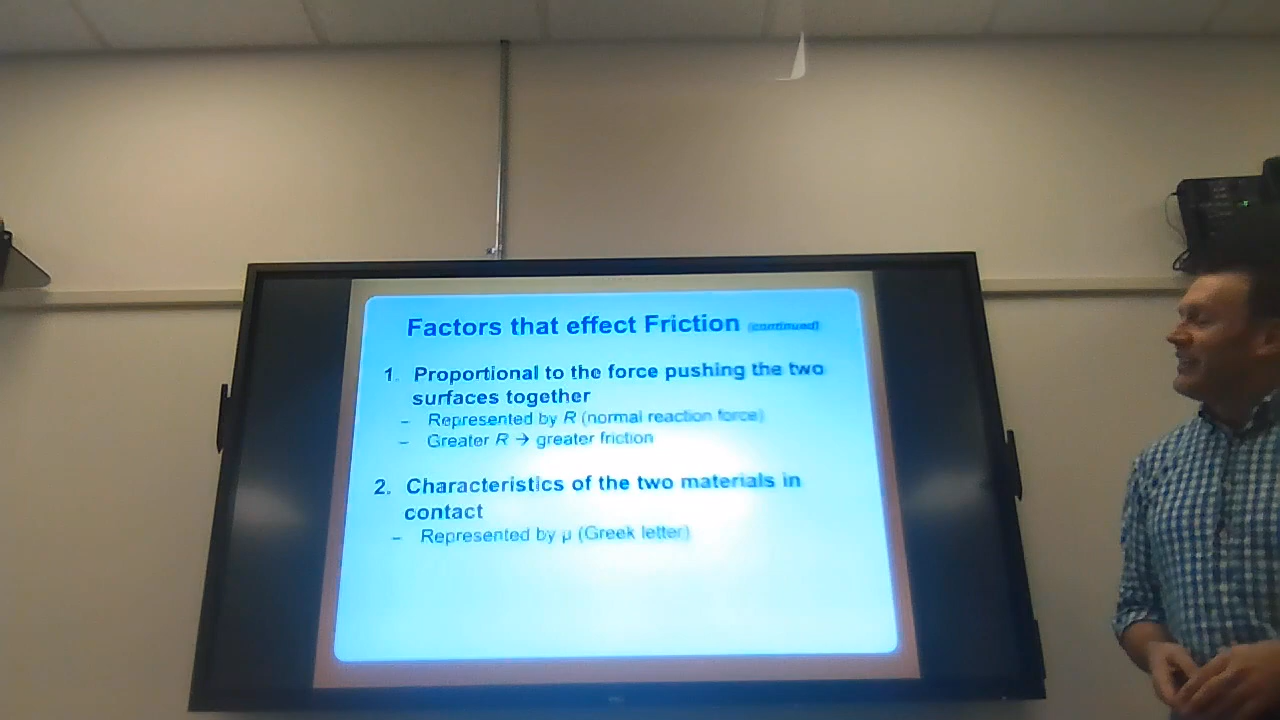 Factors that effect Friction (continued)
1. Proportional to the force pushing the two
surfaces together
– Represented by R (normal reaction force)
– Greater R → greater friction
2. Characteristics of the two materials in
contact
– Represented by μ (Greek letter)